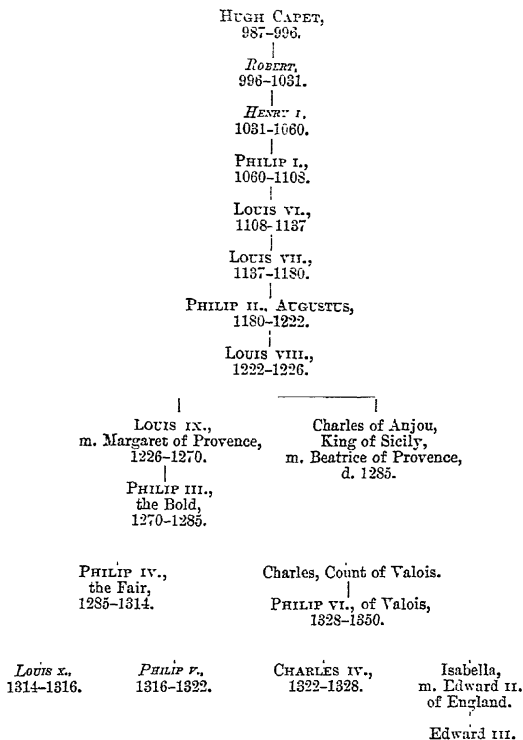 HUGH CAPET,
987–996.
ROBERT,
996–1031.
HENRY I.
1031–1060.
PHILIP I.,
1060–1108.
LOUIS VI.,
1108–1137
LOUIS VII.,
1137–1180.
PHILIP II., AUGUSTUS,
1180–1222.
LOUIS VIII.,
1222–1226.
LOUIS IX.,
m. Margaret of Provence,
1226–1270.
Charles of Anjou,
King of Sicily,
m. Beatrice of Provence,
d. 1285.
PHILIP III.,
the Bold,
1270–1285.
PHILIP IV.,
the Fair,
1285–1314.
Charles, Count of Valois.
PHILIP VI., of Valois,
1328–1350.
LOUIS X.,
1314–1316.
PHILIP V.,
1316–1322.
CHARLES IV.,
1322–1328.
Isabella,
m. Edward II.
of England.
Edward III.